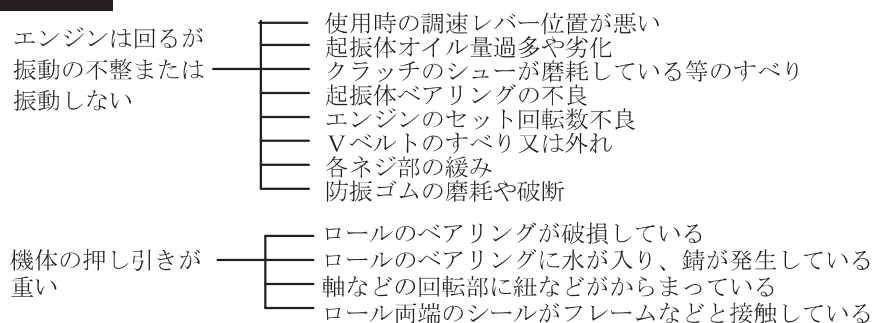 エンジンは回るが
振動の不整または
振動しない
使用時の調速レバー位置が悪い
起振体オイル量過多や劣化
クラッチのシューが磨耗している等のすべり
起振体ベアリングの不良
エンジンのセット回転数不良
Ｖベルトのすべり又は外れ
各ネジ部の緩み
防振ゴムの磨耗や破断
機体の押し引きが
重い
ロールのベアリングが破損している
ロールのベアリングに水が入り、錆が発生している
軸などの回転部に紐などがからまっている
ロール両端のシールがフレームなどと接触している